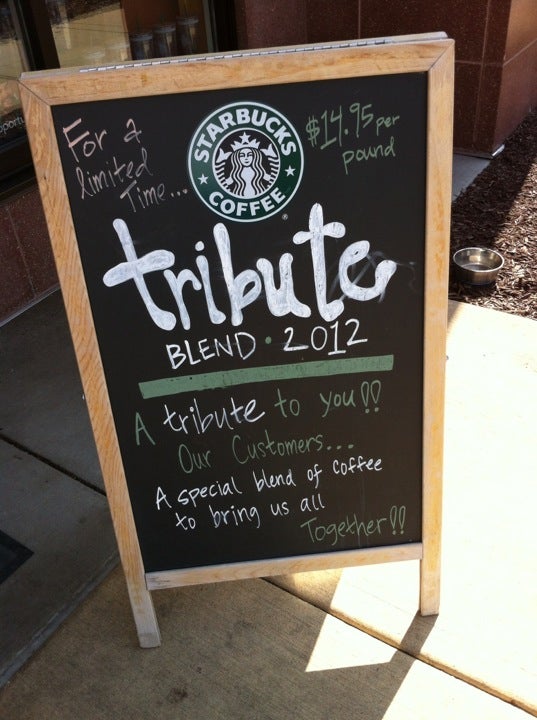 For a
limited
Time...
STARBUCKS
COFFEE
$14.95 per
pound
tribute
BLEND • 2012
A tribute to you!!
Our Customers...
A special blend of coffee
to bring us all
Together!!